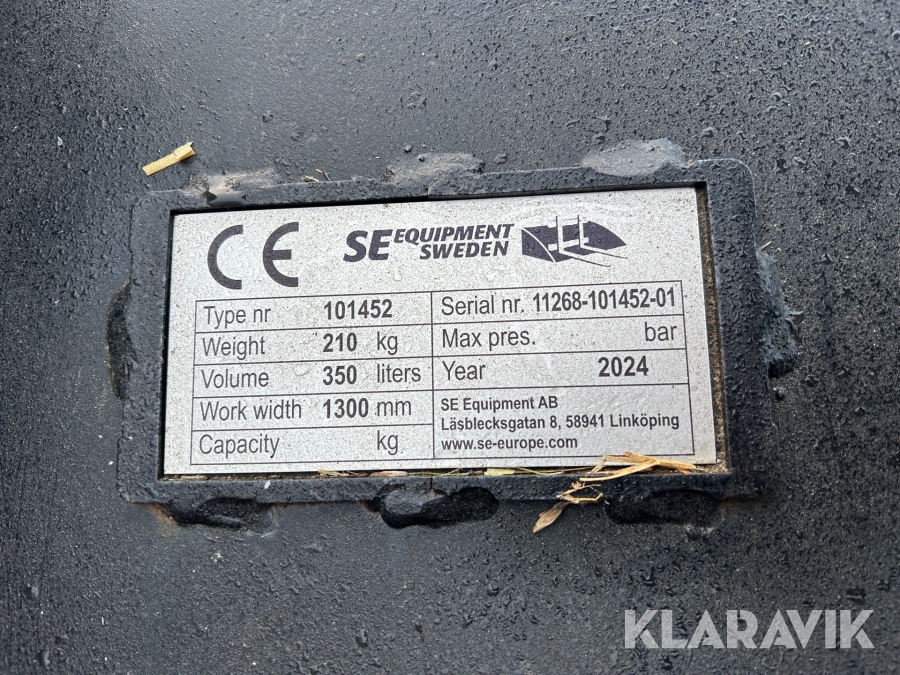 CE
SE EQUIPMENT
SWEDEN
Type nr 101452
Weight 210 kg
Volume 350 liters
Work width 1300 mm
Capacity kg
Serial nr. 11268-101452-01
Max pres. bar
Year 2024
SE Equipment AB
Läsblecksgatan 8, 58941 Linköping
www.se-europe.com
KLARAVIK